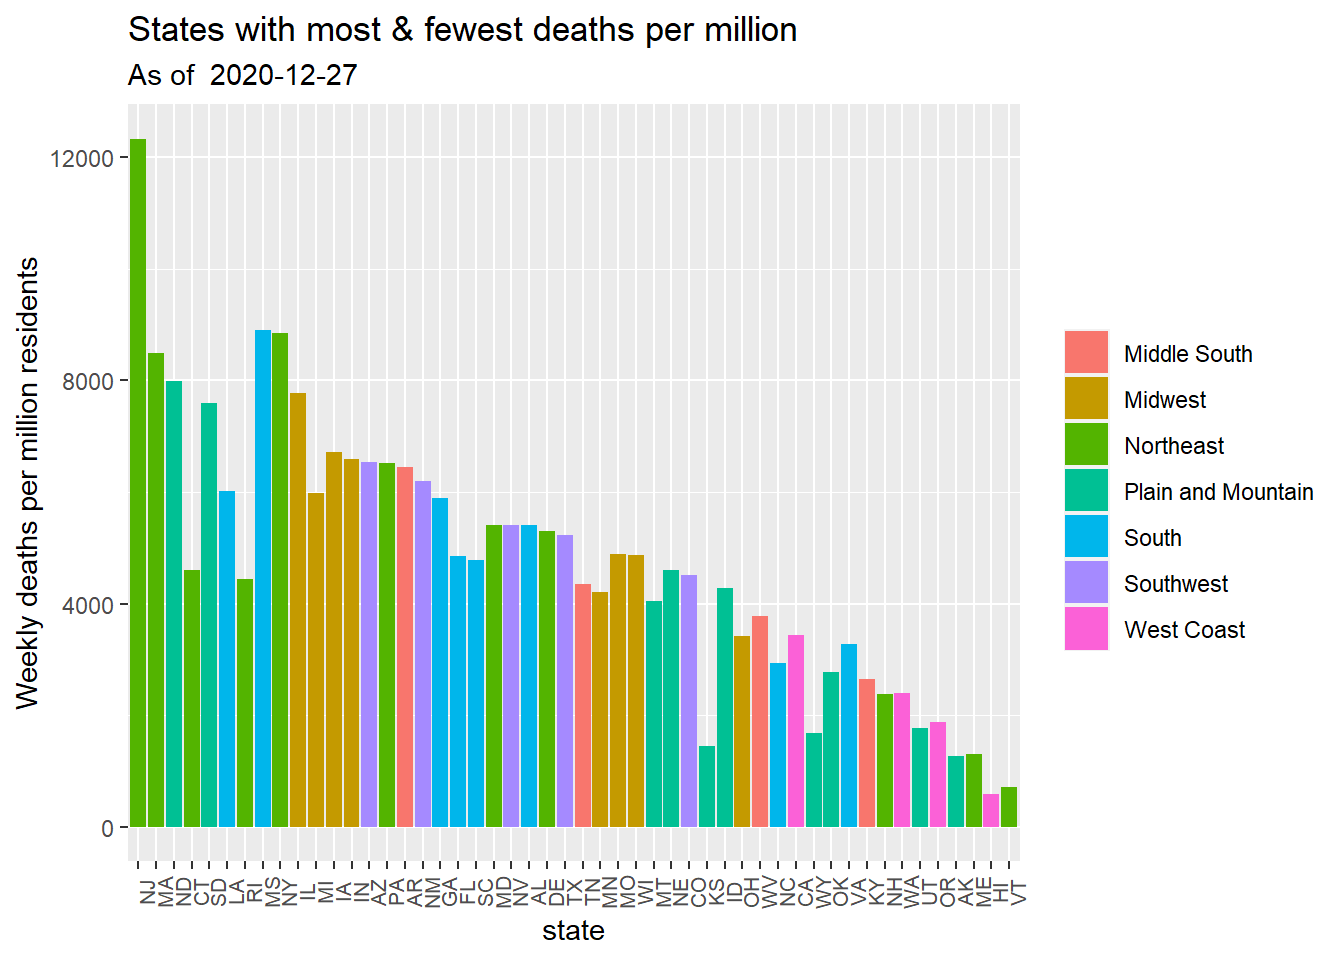 States with most & fewest deaths per million
As of  2020-12-27
Weekly deaths per million residents
12000
8000
4000
0
NJ MA ND CT SD LA RI MS NY IL MI IA IN AZ PA AR NM GA FL SC MD NV AL DE TX TN MN MO WI MT NE CO KS ID OH WV NC CA WY OK VA KY NH WA UT OR AK ME HI VT
state
Middle South
Midwest
Northeast
Plain and Mountain
South
Southwest
West Coast